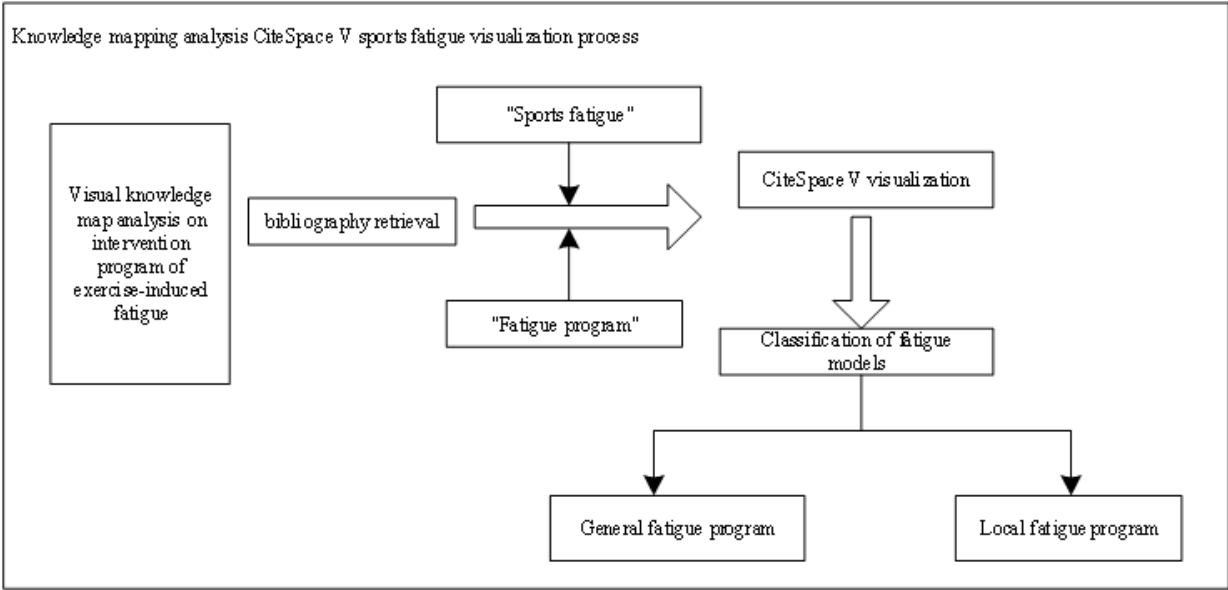 Knowledge mapping analysis CiteSpace V sports fatigue visualization process
"Sports fatigue"
Visual knowledge
map analysis on
intervention
program of
exercise-induced
fatigue
bibliography retrieval
CiteSpace V visualization
"Fatigue program"
Classification of fatigue
models
General fatigue program
Local fatigue program